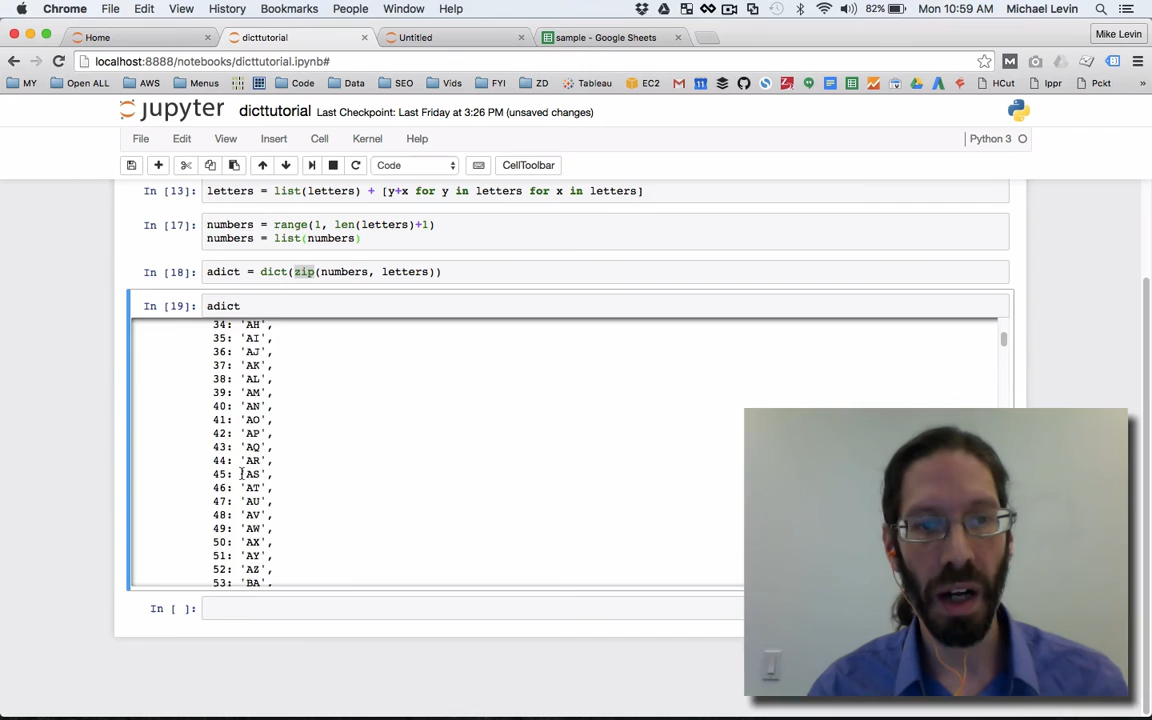 Chrome File Edit View History Bookmarks People Window Help 82% Mon 10:59 AM Michael Levin
Home dicttutorial Untitled sample - Google Sheets Mike Levin
localhost:8888/notebooks/dicttutorial.ipynb#
MY Open ALL AWS Menus Code Data SEO Vids FYI ZD Tableau EC2 HCut Ippr Pckt »
jupyter dicttutorial Last Checkpoint: Last Friday at 3:26 PM (unsaved changes)
File Edit View Insert Cell Kernel Help Python 3
Code CellToolbar
In [13]: letters = list(letters) + [y+x for y in letters for x in letters]
In [17]: numbers = range(1, len(letters)+1)
numbers = list(numbers)
In [18]: adict = dict(zip(numbers, letters))
In [19]: adict
34: 'AH',
35: 'AI',
36: 'AJ',
37: 'AK',
38: 'AL',
39: 'AM',
40: 'AN',
41: 'AO',
42: 'AP',
43: 'AQ',
44: 'AR',
45: 'AS',
46: 'AT',
47: 'AU',
48: 'AV',
49: 'AW',
50: 'AX',
51: 'AY',
52: 'AZ',
53: 'BA',
In [ ]: